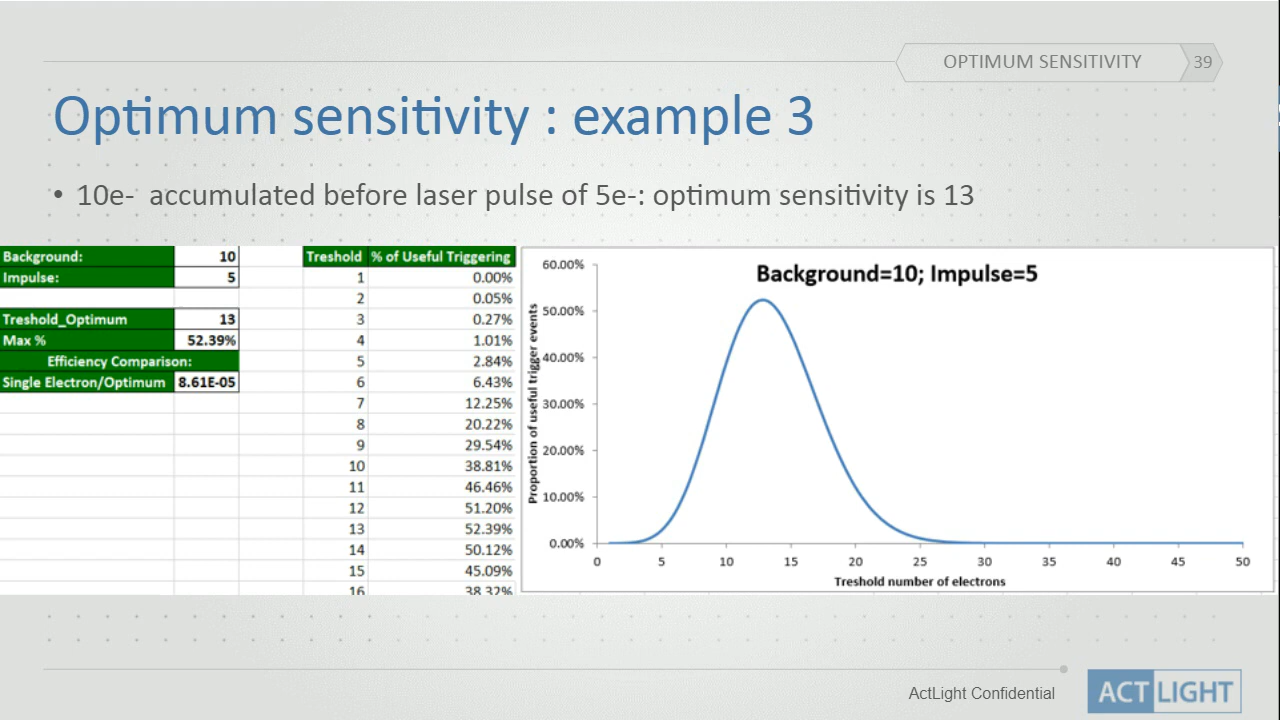 OPTIMUM SENSITIVITY 39
Optimum sensitivity : example 3
• 10e- accumulated before laser pulse of 5e-: optimum sensitivity is 13
Background: 10
Impulse: 5
Treshold_Optimum 13
Max % 52.39%
Efficiency Comparison:
Single Electron/Optimum 8.61E-05
Treshold % of Useful Triggering
1 0.00%
2 0.05%
3 0.27%
4 1.01%
5 2.84%
6 6.43%
7 12.25%
8 20.22%
9 29.54%
10 38.81%
11 46.46%
12 51.20%
13 52.39%
14 50.12%
15 45.09%
16 38.32%
Background=10; Impulse=5
Proportion of useful trigger events
60.00%
50.00%
40.00%
30.00%
20.00%
10.00%
0.00%
0 5 10 15 20 25 30 35 40 45 50
Treshold number of electrons
ActLight Confidential
ACT LIGHT